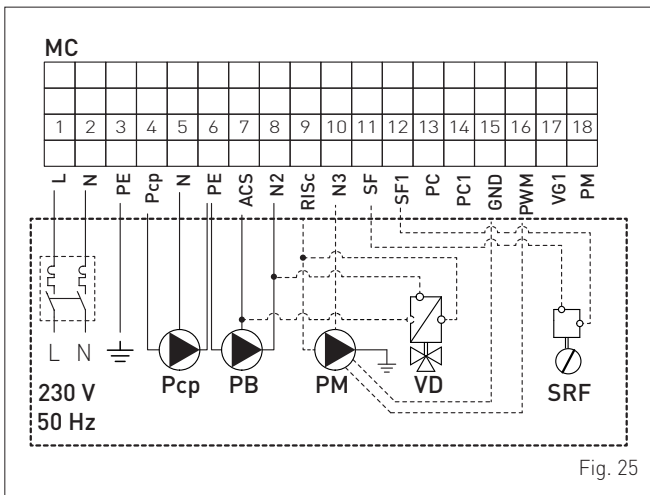 MC
1 2 3 4 5 6 7 8 9 10 11 12 13 14 15 16 17 18
L N PE Pcp N PE ACS N2 RISc N3 SF SF1 PC PC1 GND PWM VG1 PM
L N
230 V
50 Hz
Pcp PB PM VD SRF
Fig. 25